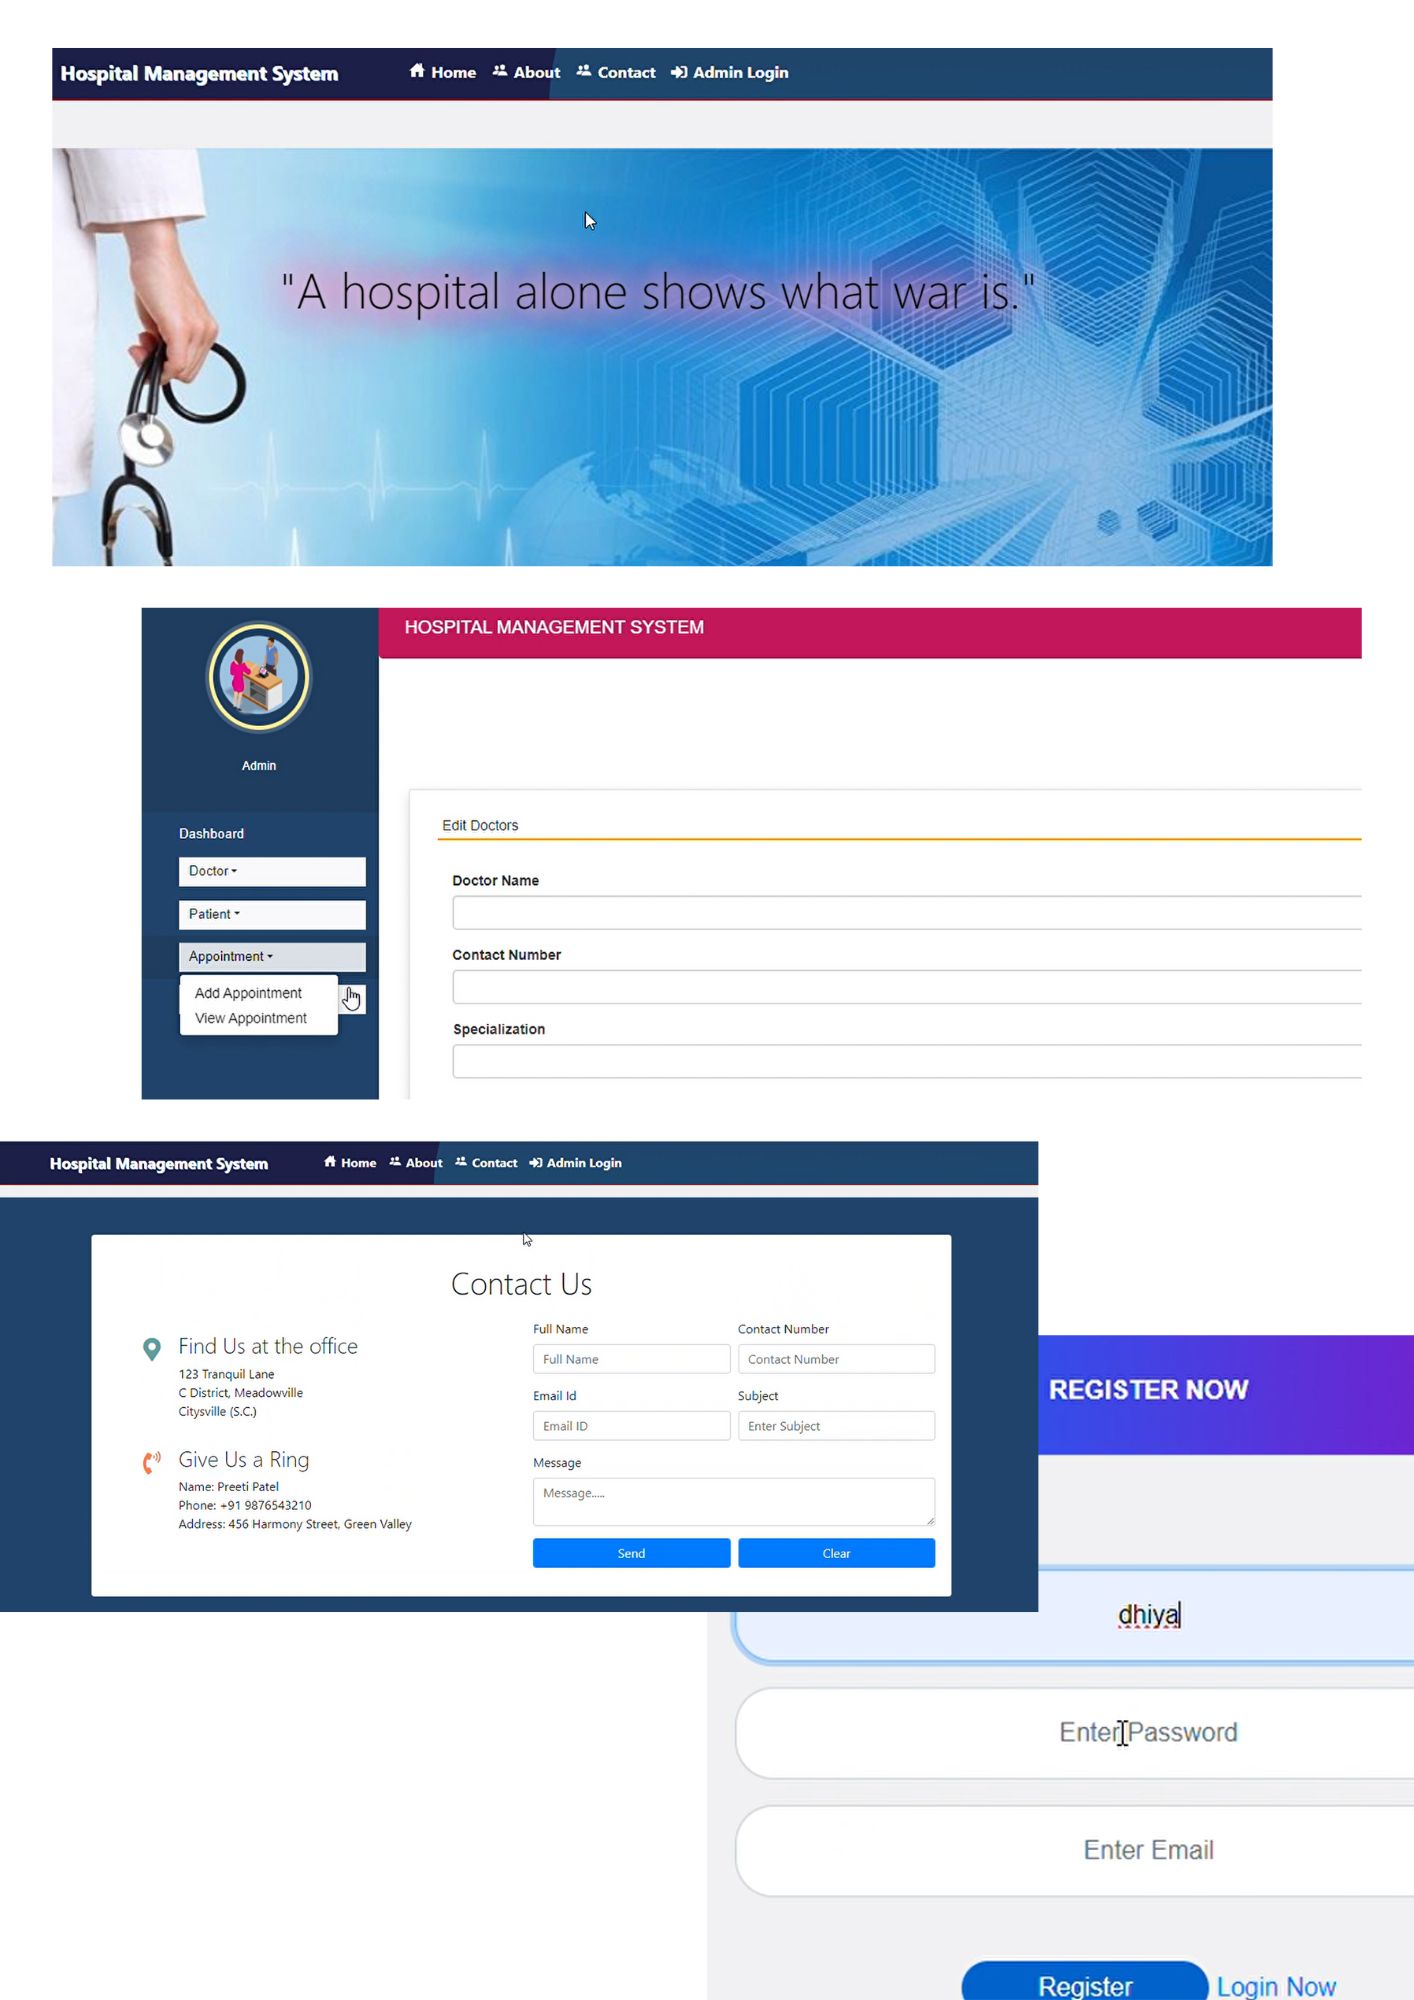 Hospital Management System Home About Contact Admin Login
"A hospital alone shows what war is."
HOSPITAL MANAGEMENT SYSTEM
Admin
Dashboard
Doctor
Patient
Appointment
Add Appointment
View Appointment
Edit Doctors
Doctor Name
Contact Number
Specialization
Hospital Management System Home About Contact Admin Login
Contact Us
Find Us at the office
123 Tranquil Lane
C District, Meadowville
Citysville (S.C.)
Give Us a Ring
Name: Preeti Patel
Phone: +91 9876543210
Address: 456 Harmony Street, Green Valley
Full Name Contact Number
Full Name Contact Number
Email Id Subject
Email ID Enter Subject
Message
Message.....
Send Clear
REGISTER NOW
dhiya
Enter Password
Enter Email
Register Login Now